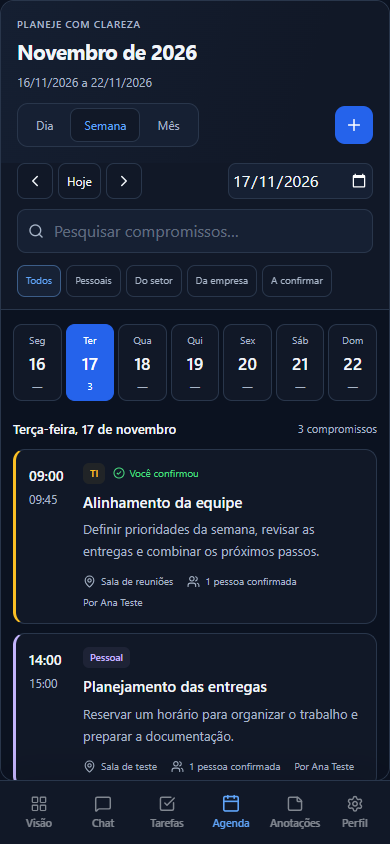 PLANEJE COM CLAREZA
Novembro de 2026
16/11/2026 a 22/11/2026
Dia Semana Mês
Hoje 17/11/2026
Pesquisar compromissos...
Todos Pessoais Do setor Da empresa A confirmar
Seg Ter Qua Qui Sex Sáb Dom
16 17 18 19 20 21 22
— 3 — — — — —
Terça-feira, 17 de novembro 3 compromissos
09:00 TI Você confirmou
09:45
Alinhamento da equipe
Definir prioridades da semana, revisar as
entregas e combinar os próximos passos.
Sala de reuniões 1 pessoa confirmada
Por Ana Teste
14:00 Pessoal
15:00
Planejamento das entregas
Reservar um horário para organizar o trabalho e
preparar a documentação.
Sala de teste 1 pessoa confirmada Por Ana Teste
Visão Chat Tarefas Agenda Anotações Perfil